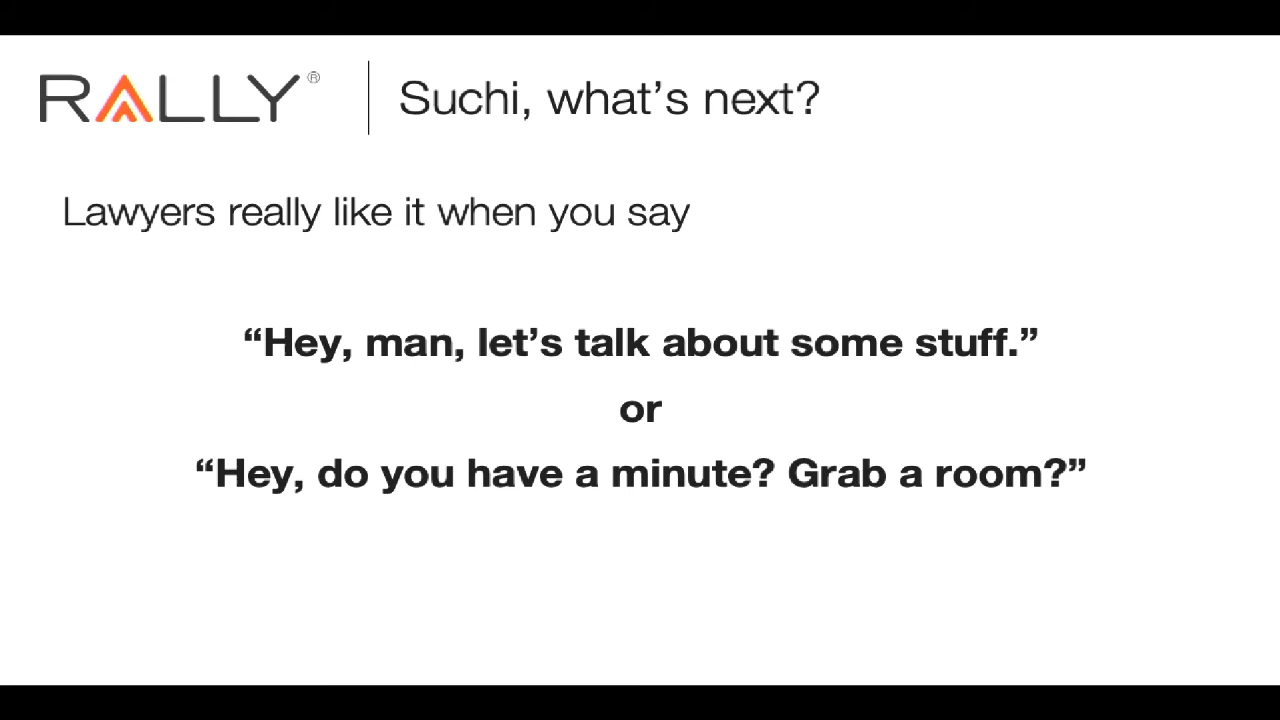 RALLY®
Suchi, what’s next?
Lawyers really like it when you say
“Hey, man, let’s talk about some stuff.”
or
“Hey, do you have a minute? Grab a room?”